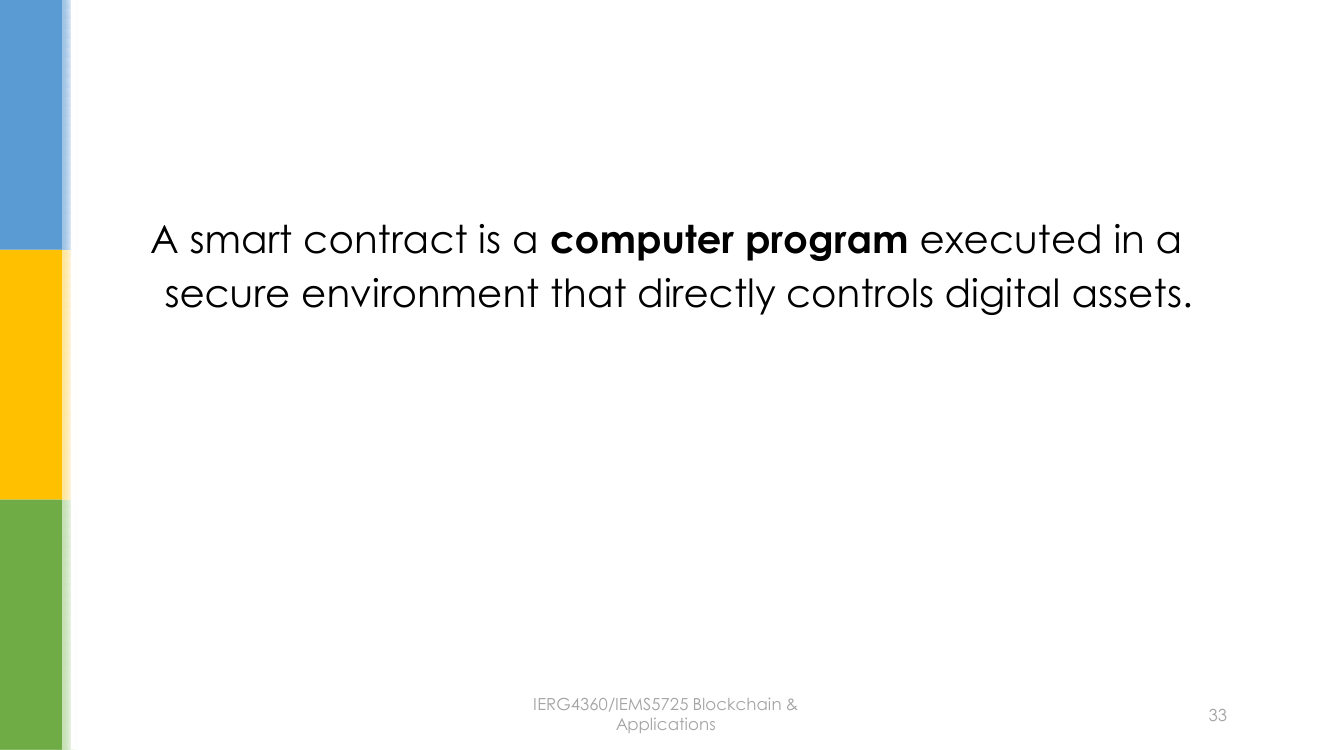 A smart contract is a computer program executed in a
secure environment that directly controls digital assets.
IERG4360/IEMS5725 Blockchain &
Applications
33